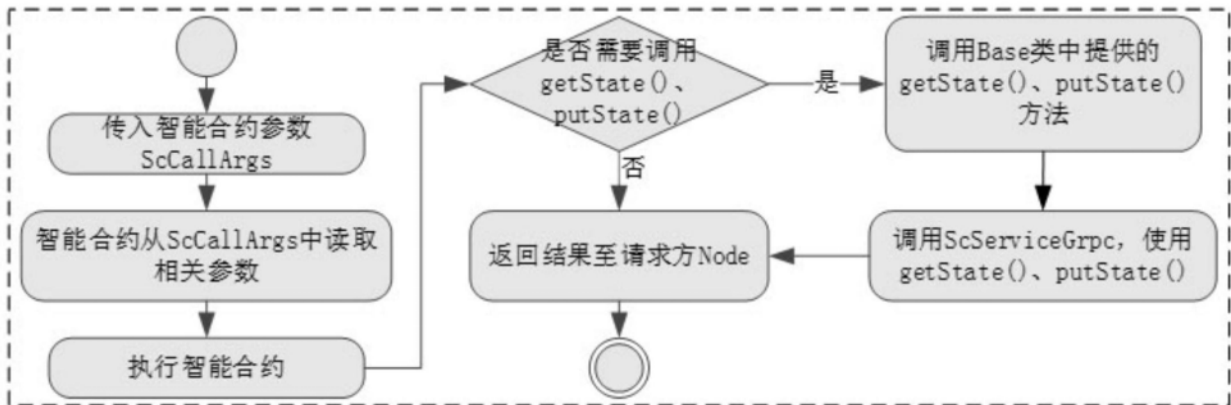 传入智能合约参数
ScCallArgs
智能合约从ScCallArgs中读取
相关参数
执行智能合约
是否需要调用
getState()、
putState()
是
否
调用Base类中提供的
getState()、putState()
方法
调用ScServiceGrpc，使用
getState()、putState()
返回结果至请求方Node